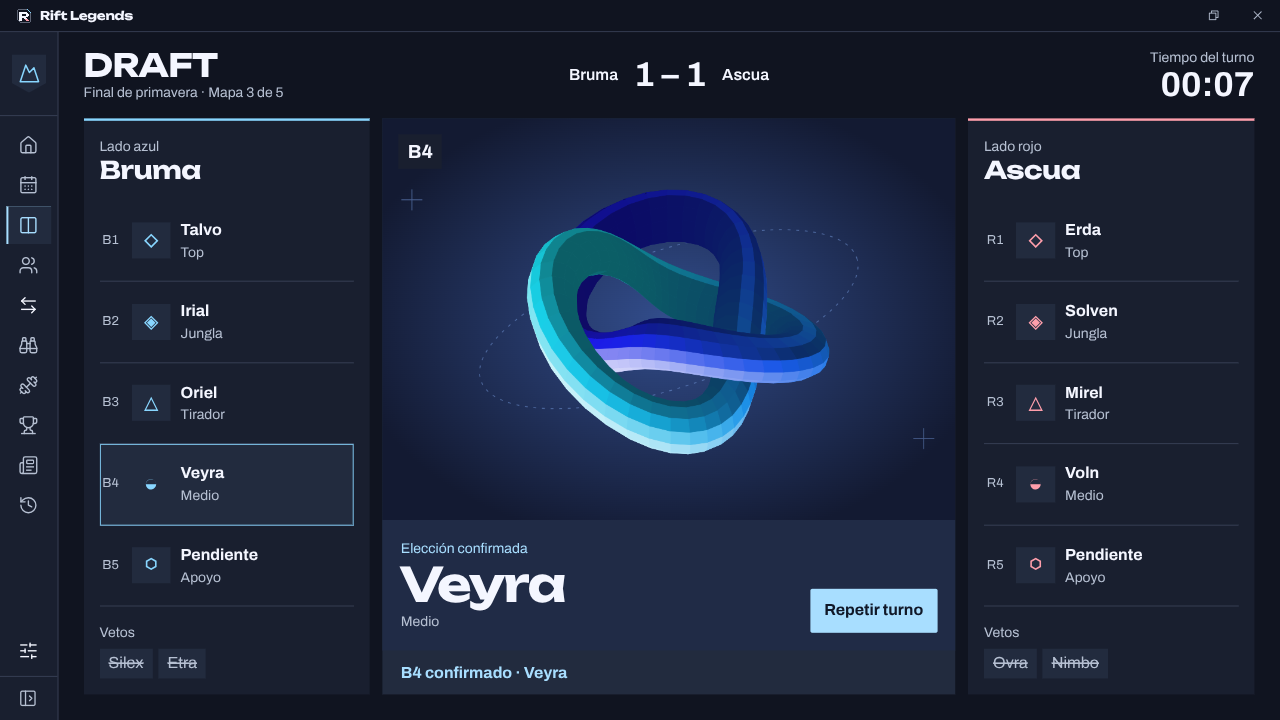 R Rift Legends
DRAFT
Final de primavera · Mapa 3 de 5
Bruma 1 – 1 Ascua
Tiempo del turno
00:07
Lado azul
Bruma
B1 Talvo
Top
B2 Irial
Jungla
B3 Oriel
Tirador
B4 Veyra
Medio
B5 Pendiente
Apoyo
Vetos
Silex Etra
B4
Elección confirmada
Veyra
Medio
Repetir turno
B4 confirmado · Veyra
Lado rojo
Ascua
R1 Erda
Top
R2 Solven
Jungla
R3 Mirel
Tirador
R4 Voln
Medio
R5 Pendiente
Apoyo
Vetos
Ovra Nimbo